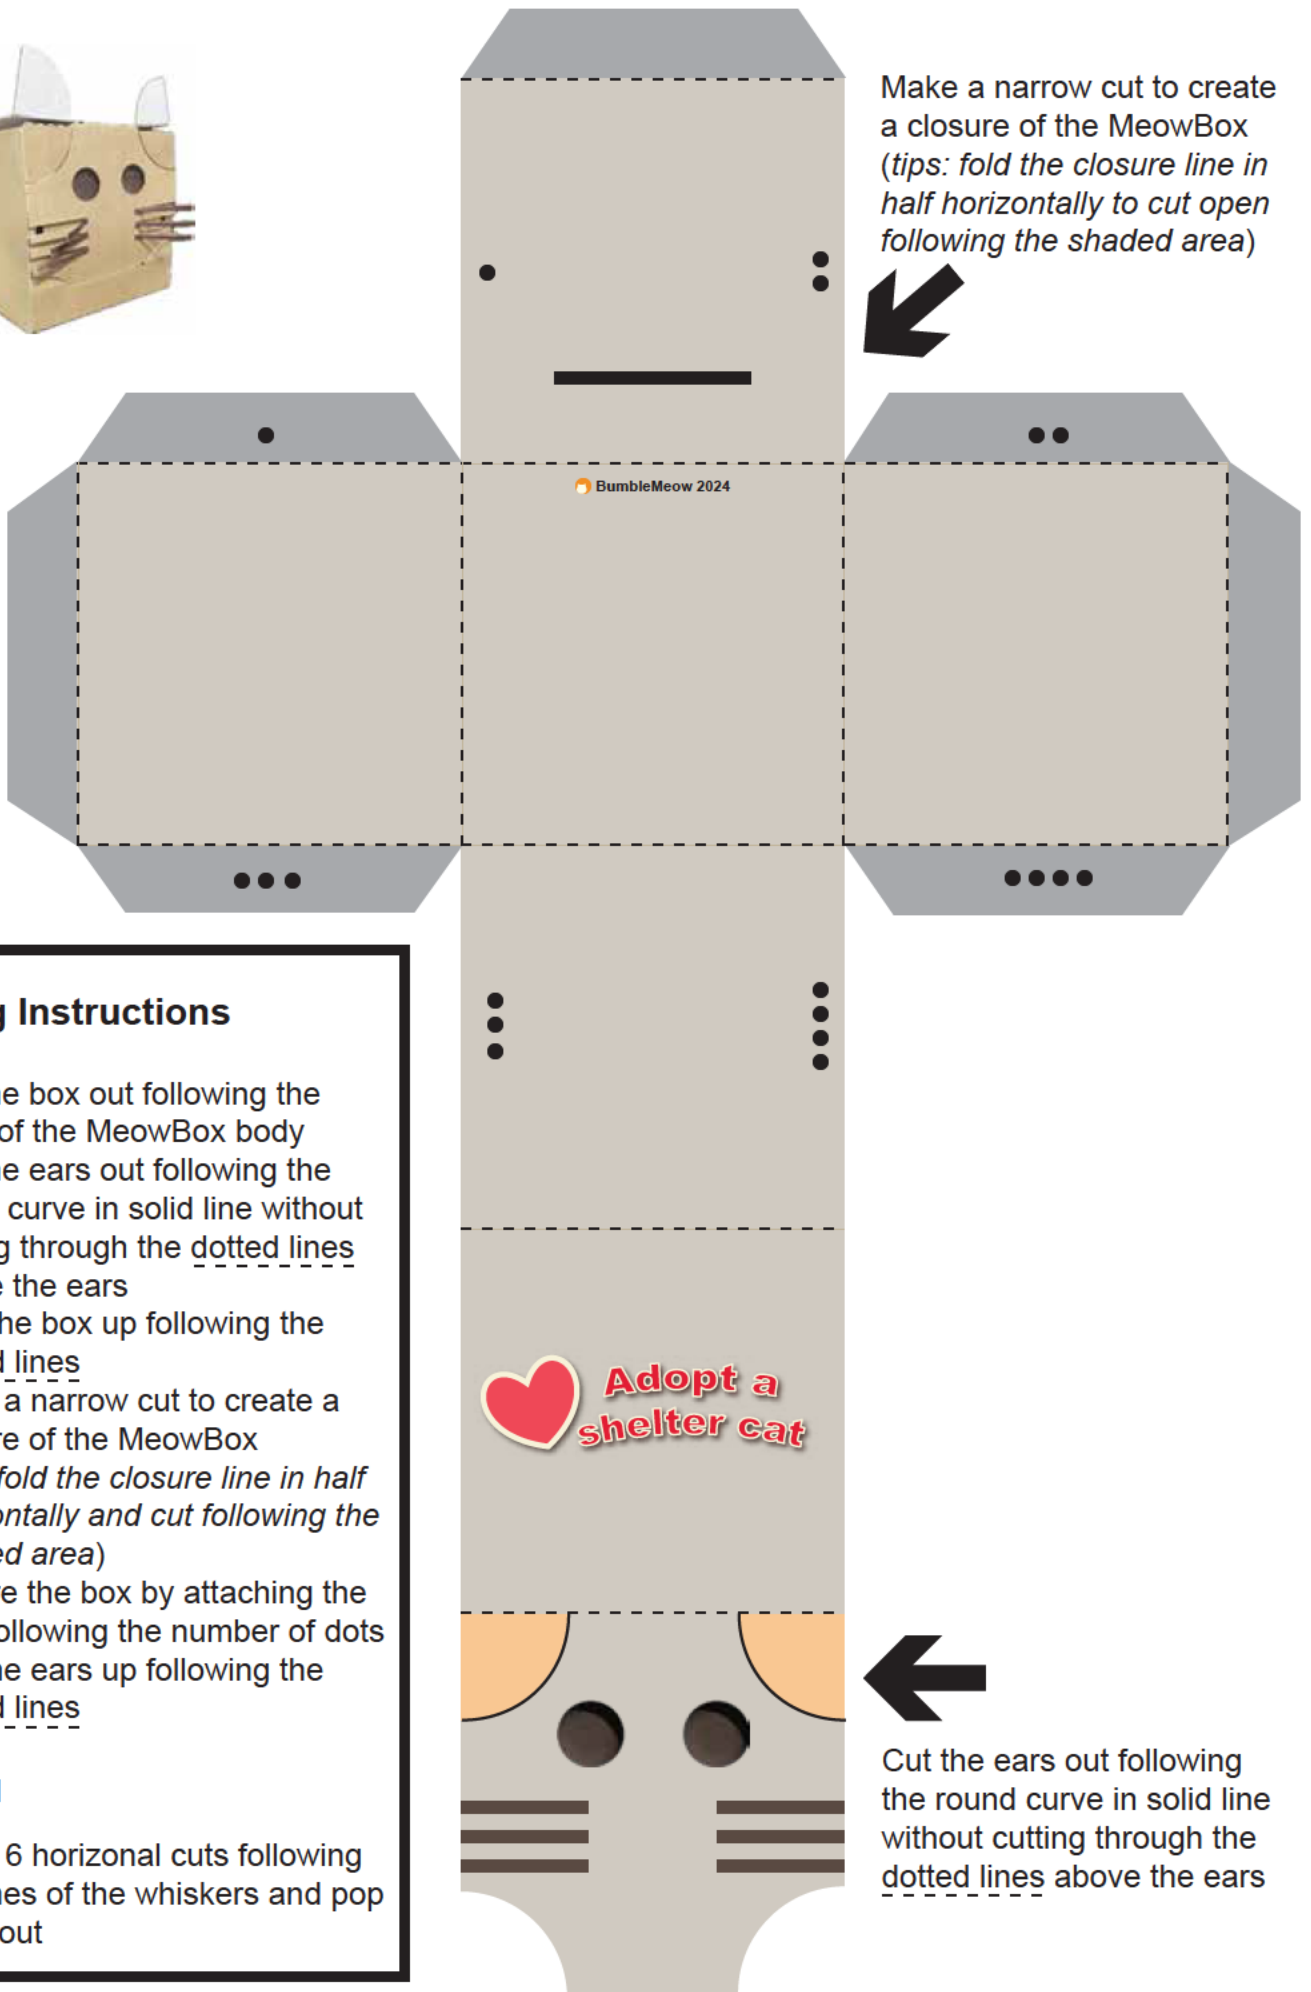 Make a narrow cut to create
a closure of the MeowBox
(tips: fold the closure line in
half horizontally to cut open
following the shaded area)
BumbleMeow 2024
Instructions
box out following the
of the MeowBox body
ears out following the
curve in solid line without
through the dotted lines
the ears
the box up following the
lines
a narrow cut to create a
of the MeowBox
fold the closure line in half
and cut following the
area)
the box by attaching the
following the number of dots
ears up following the
lines
6 horizonal cuts following
of the whiskers and pop
out
Adopt a
shelter cat
Cut the ears out following
the round curve in solid line
without cutting through the
dotted lines above the ears